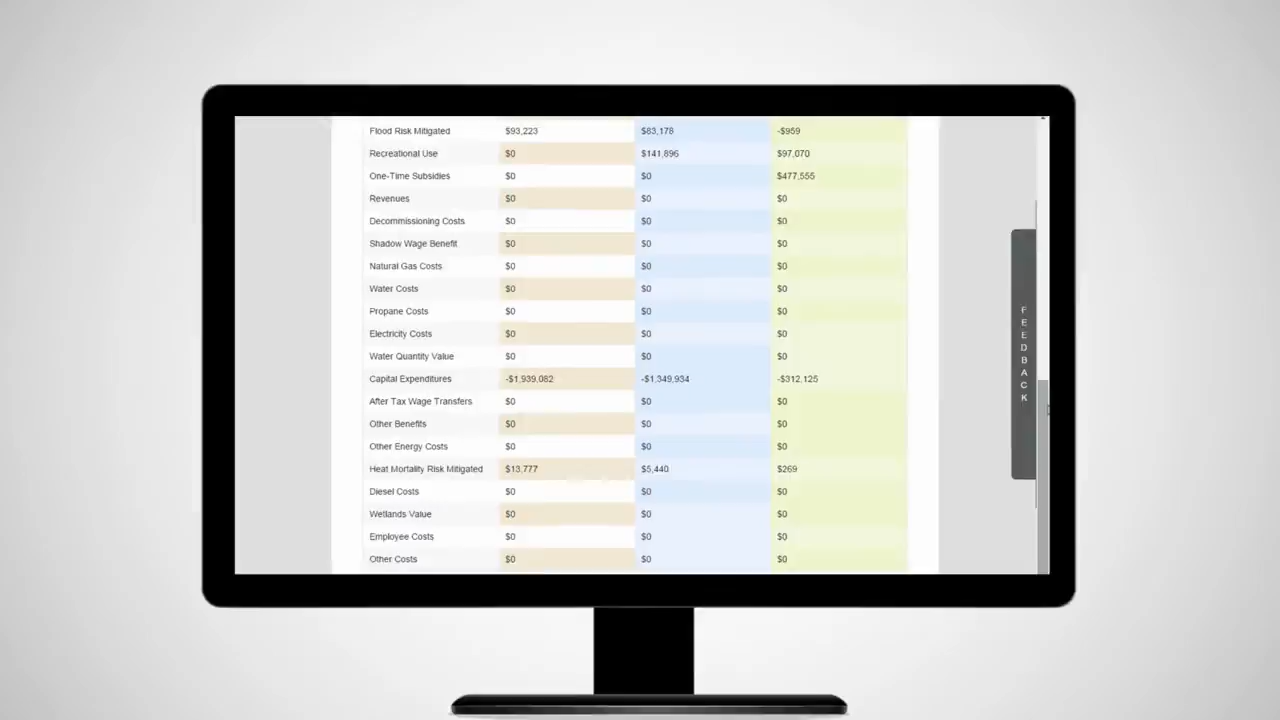 Flood Risk Mitigated $93,223 $83,178 -$959
Recreational Use $0 $141,896 $97,070
One-Time Subsidies $0 $0 $477,555
Revenues $0 $0 $0
Decommissioning Costs $0 $0 $0
Shadow Wage Benefit $0 $0 $0
Natural Gas Costs $0 $0 $0
Water Costs $0 $0 $0
Propane Costs $0 $0 $0
Electricity Costs $0 $0 $0
Water Quantity Value $0 $0 $0
Capital Expenditures -$1,939,082 -$1,349,934 -$312,125
After Tax Wage Transfers $0 $0 $0
Other Benefits $0 $0 $0
Other Energy Costs $0 $0 $0
Heat Mortality Risk Mitigated $13,777 $5,440 $269
Diesel Costs $0 $0 $0
Wetlands Value $0 $0 $0
Employee Costs $0 $0 $0
Other Costs $0 $0 $0
FEEDBACK